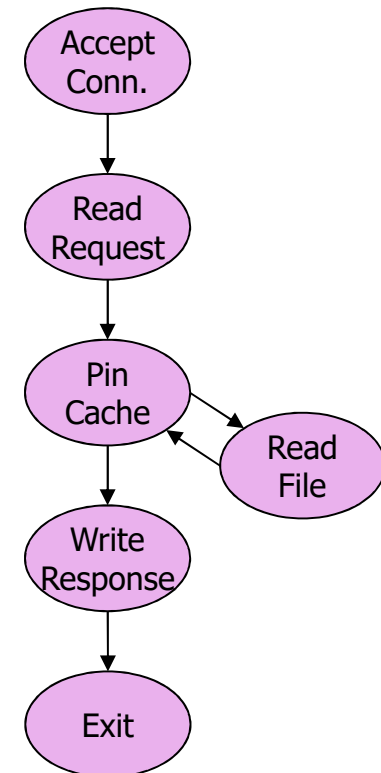 Accept
Conn.
Read
Request
Pin
Cache
Read
File
Write
Response
Exit